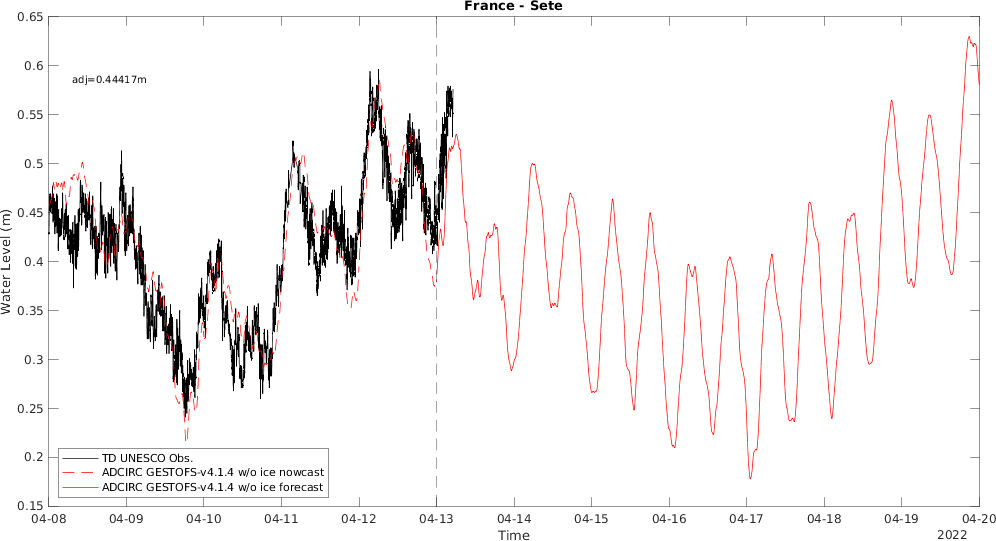 France - Sete
0.65
0.6
0.55
0.5
0.45
0.4
0.35
0.3
0.25
0.2
0.15
Water Level (m)
adj=0.44417m
TD UNESCO Obs.
ADCIRC GESTOFS-v4.1.4 w/o ice nowcast
ADCIRC GESTOFS-v4.1.4 w/o ice forecast
04-08 04-09 04-10 04-11 04-12 04-13 04-14 04-15 04-16 04-17 04-18 04-19 04-20
Time
2022